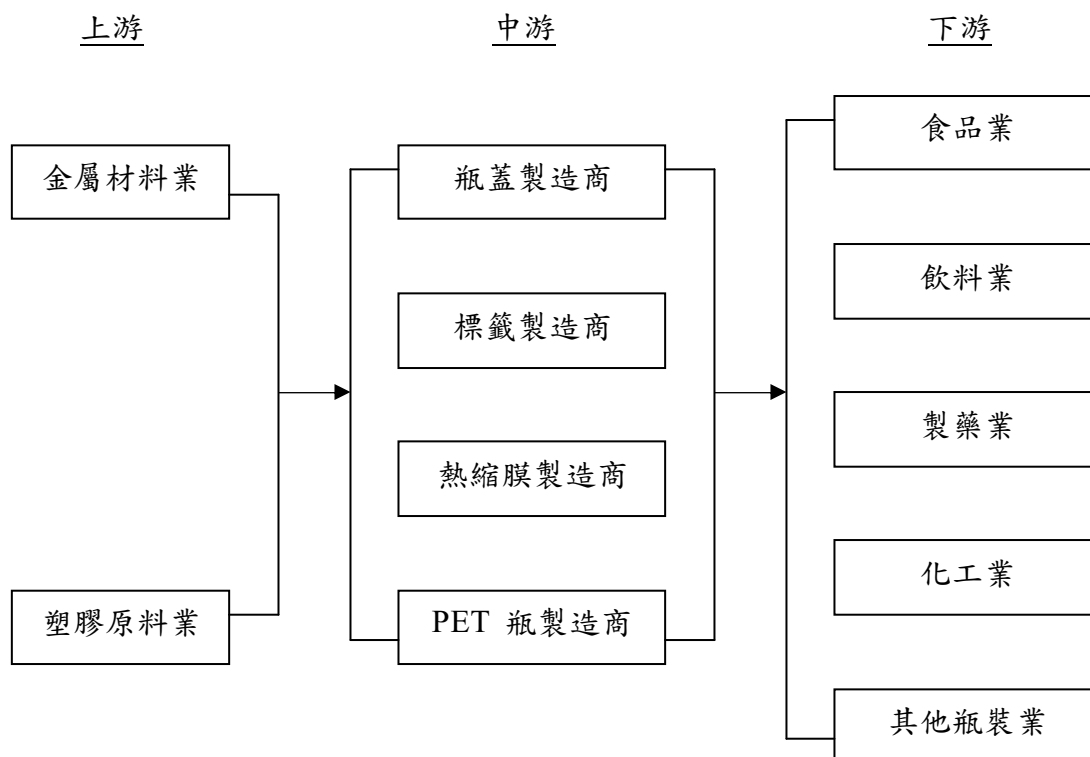 上游
中游
下游
金屬材料業
塑膠原料業
瓶蓋製造商
標籤製造商
熱縮膜製造商
PET 瓶製造商
食品業
飲料業
製藥業
化工業
其他瓶裝業